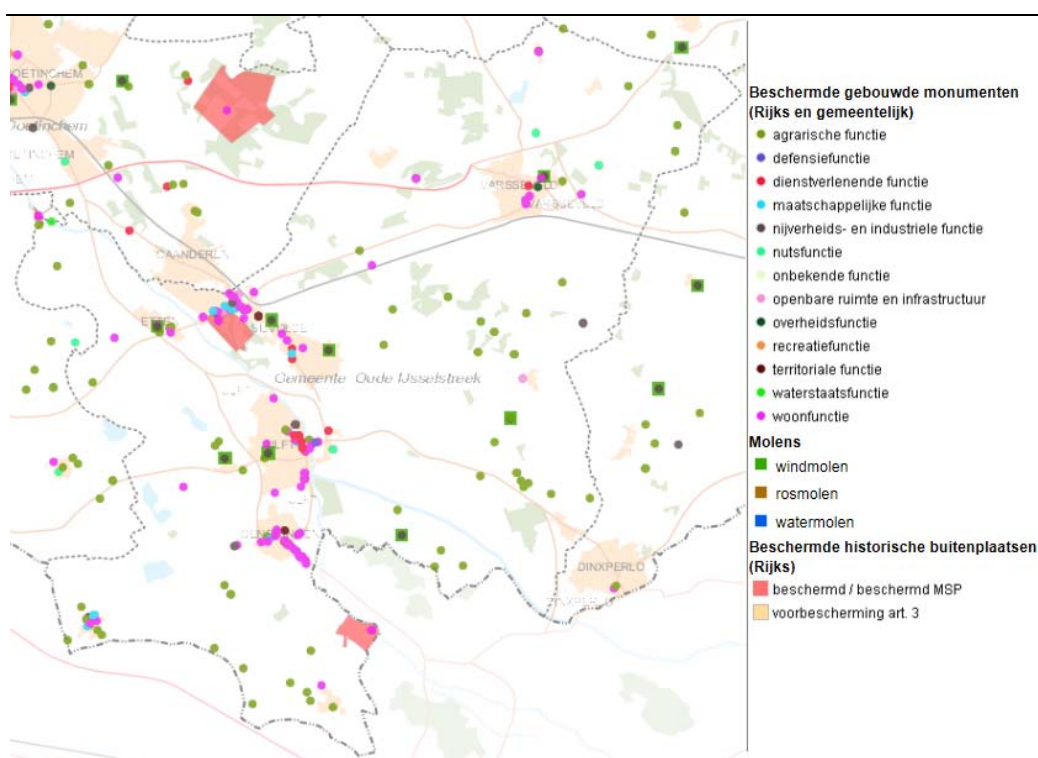 OETINCHEM
Doetinchem
Gemeente Oude IJsselstreek
DINXPERLO
Beschermde gebouwde monumenten
(Rijks en gemeentelijk)
agrarische functie
defensiefunctie
dienstverlenende functie
maatschappelijke functie
nijverheids- en industriele functie
nutsfunctie
onbekende functie
openbare ruimte en infrastructuur
overheidsfunctie
recreatiefunctie
territoriale functie
waterstaatsfunctie
woonfunctie
Molens
windmolen
rosmolen
watermolen
Beschermde historische buitenplaatsen
(Rijks)
beschermd / beschermd MSP
voorbescherming art. 3